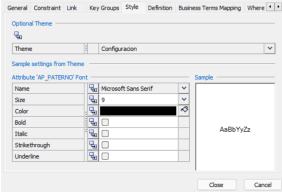 General Constraint Link Key Groups Style Definition Business Terms Mapping Where
Optional Theme
Theme Configuracion
Sample settings from Theme
Attribute 'AP_PATERNO' Font Sample
Name Microsoft Sans Serif
Size 9
Color
Bold
Italic
Strikethrough
Underline
AaBbYyZz
Close Cancel